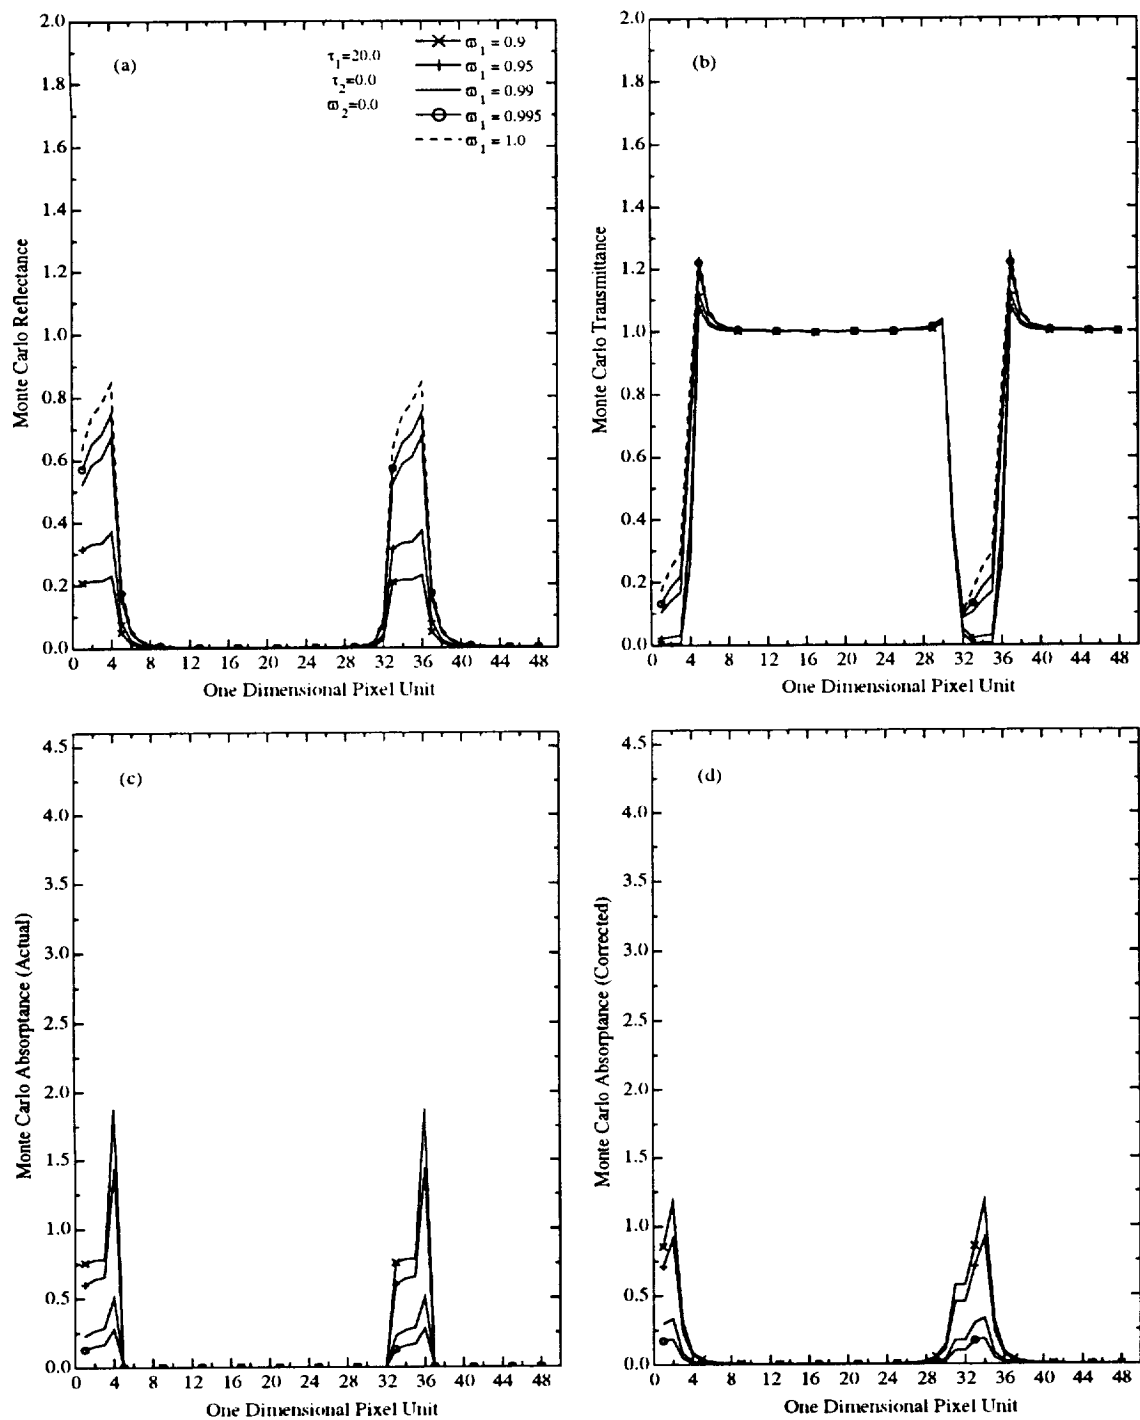 (a)
τ1=20.0
τ2=0.0
ϖ2=0.0
ϖ1 = 0.9
ϖ1 = 0.95
ϖ1 = 0.99
ϖ1 = 0.995
ϖ1 = 1.0
2.0
1.8
1.6
1.4
1.2
1.0
0.8
0.6
0.4
0.2
0.0
Monte Carlo Reflectance
0 4 8 12 16 20 24 28 32 36 40 44 48
One Dimensional Pixel Unit
(b)
2.0
1.8
1.6
1.4
1.2
1.0
0.8
0.6
0.4
0.2
0.0
Monte Carlo Transmittance
0 4 8 12 16 20 24 28 32 36 40 44 48
One Dimensional Pixel Unit
(c)
4.5
4.0
3.5
3.0
2.5
2.0
1.5
1.0
0.5
0.0
Monte Carlo Absorptance (Actual)
0 4 8 12 16 20 24 28 32 36 40 44 48
One Dimensional Pixel Unit
(d)
4.5
4.0
3.5
3.0
2.5
2.0
1.5
1.0
0.5
0.0
Monte Carlo Absorptance (Corrected)
0 4 8 12 16 20 24 28 32 36 40 44 48
One Dimensional Pixel Unit